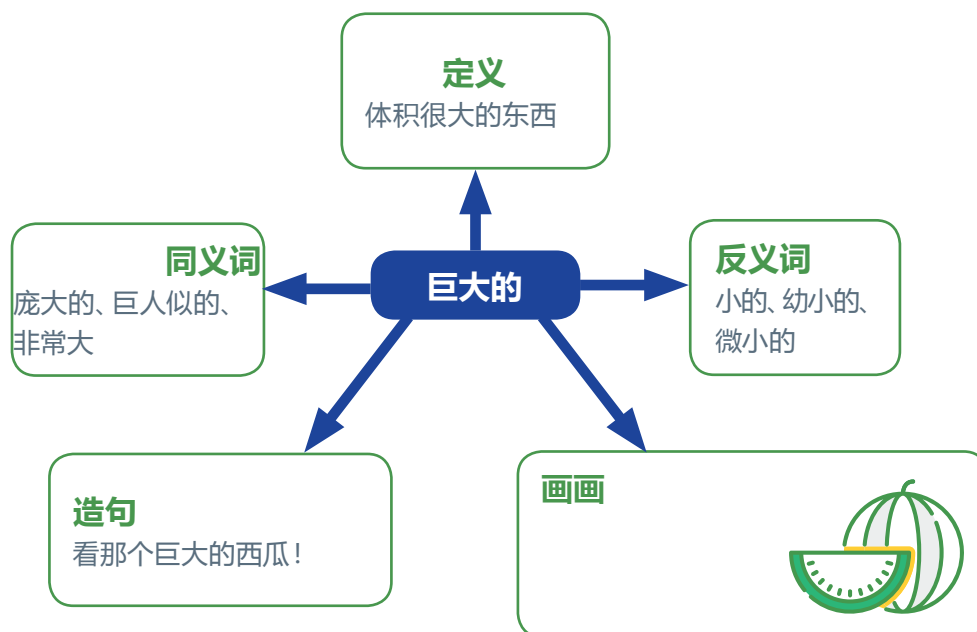 定义
体积很大的东西
同义词
庞大的、巨人似的、
非常大
巨大的
反义词
小的、幼小的、
微小的
造句
看那个巨大的西瓜！
画画